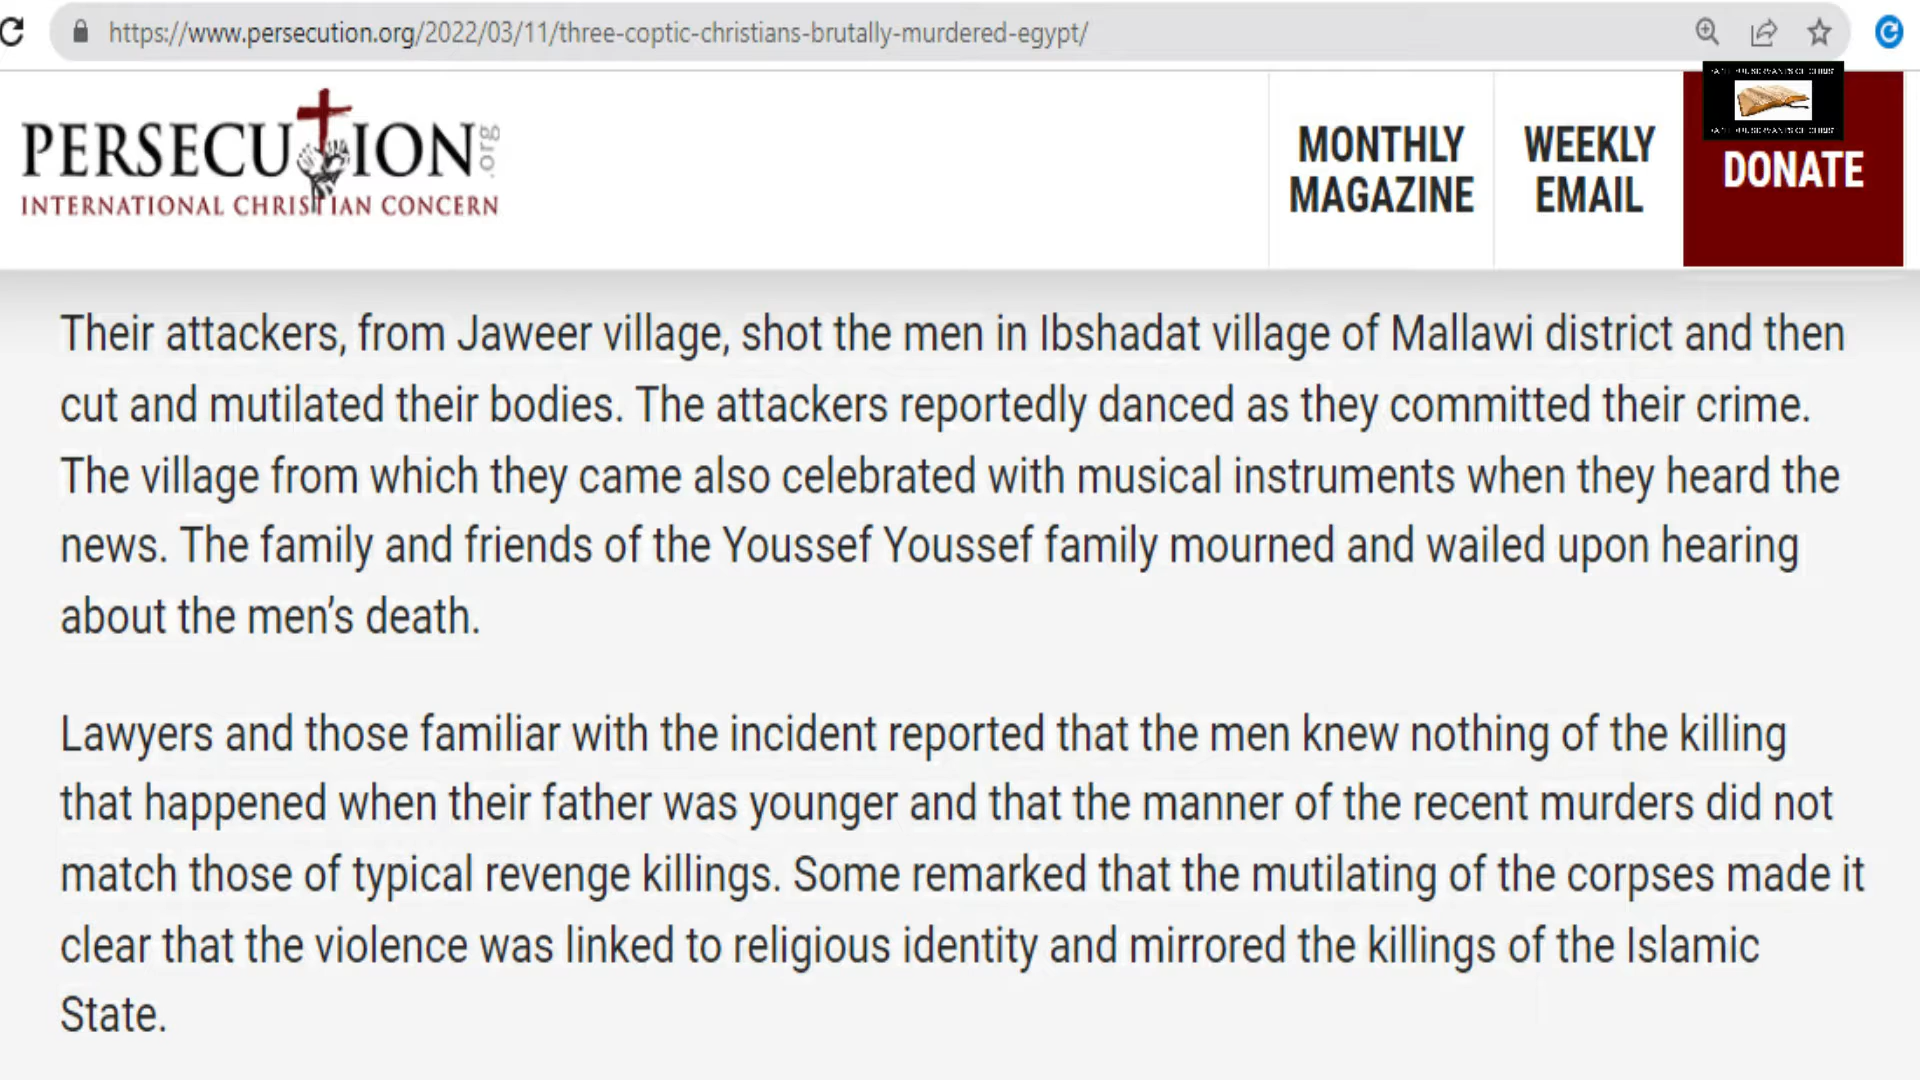 https://www.persecution.org/2022/03/11/three-coptic-christians-brutally-murdered-egypt/
PERSECUTION.org
INTERNATIONAL CHRISTIAN CONCERN
MONTHLY
MAGAZINE
WEEKLY
EMAIL
DONATE
Their attackers, from Jaweer village, shot the men in Ibshadat village of Mallawi district and then
cut and mutilated their bodies. The attackers reportedly danced as they committed their crime.
The village from which they came also celebrated with musical instruments when they heard the
news. The family and friends of the Youssef Youssef family mourned and wailed upon hearing
about the men’s death.
Lawyers and those familiar with the incident reported that the men knew nothing of the killing
that happened when their father was younger and that the manner of the recent murders did not
match those of typical revenge killings. Some remarked that the mutilating of the corpses made it
clear that the violence was linked to religious identity and mirrored the killings of the Islamic
State.